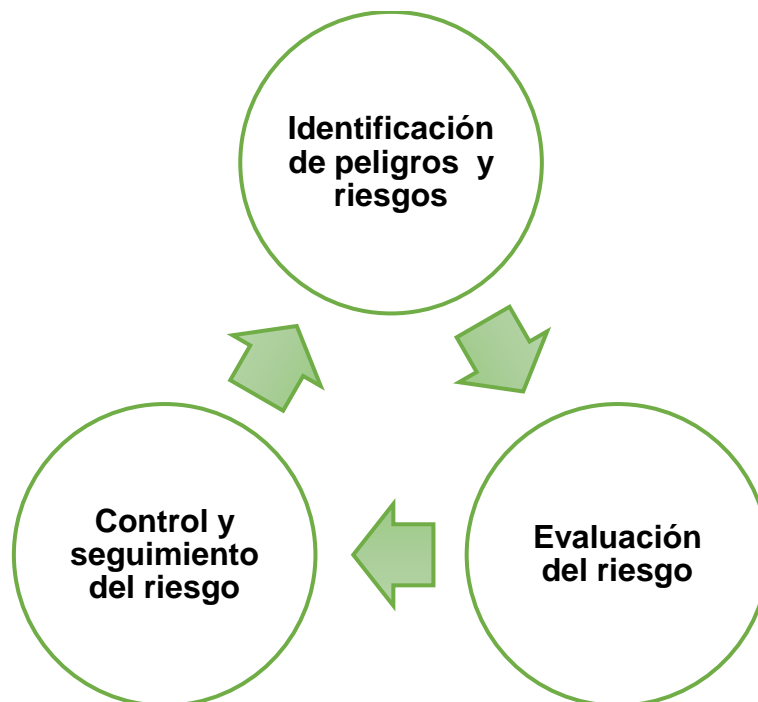 Identificación
de peligros y
riesgos
Control y
seguimiento
del riesgo
Evaluación
del riesgo